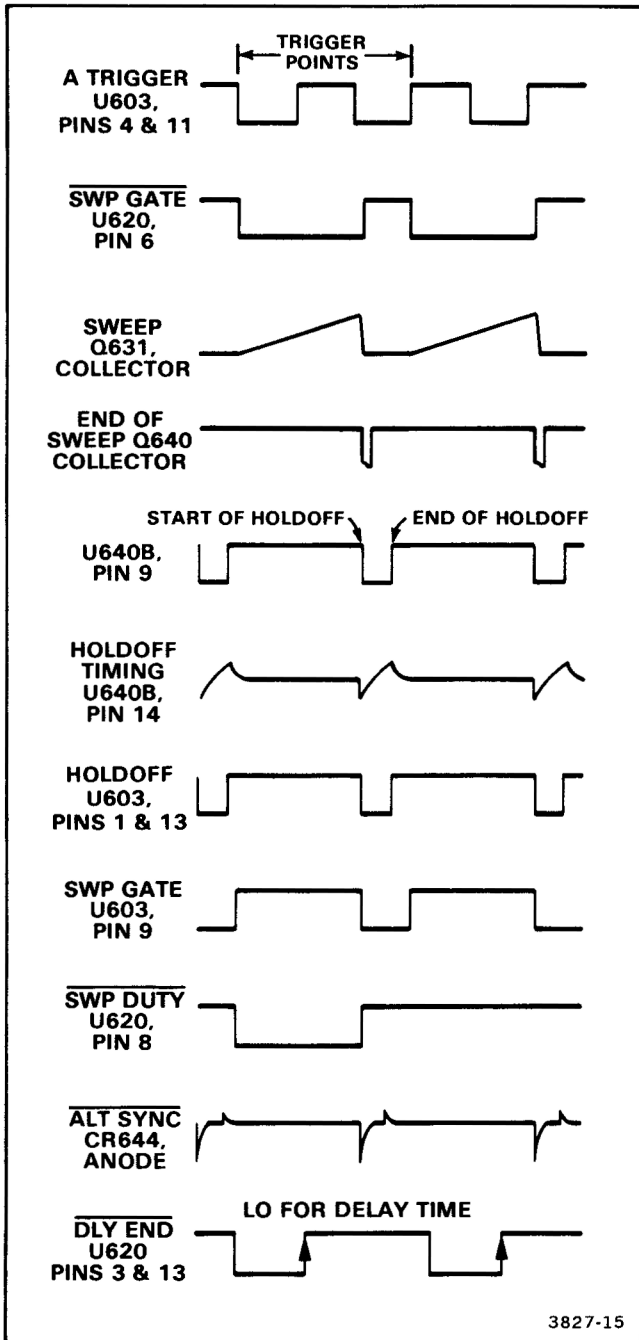 TRIGGER
POINTS
A TRIGGER
U603,
PINS 4 & 11
SWP GATE
U620,
PIN 6
SWEEP
Q631,
COLLECTOR
END OF
SWEEP Q640
COLLECTOR
START OF HOLDOFF
END OF HOLDOFF
U640B,
PIN 9
HOLDOFF
TIMING
U640B,
PIN 14
HOLDOFF
U603,
PINS 1 & 13
SWP GATE
U603,
PIN 9
SWP DUTY
U620,
PIN 8
ALT SYNC
CR644,
ANODE
LO FOR DELAY TIME
DLY END
U620
PINS 3 & 13
3827-15